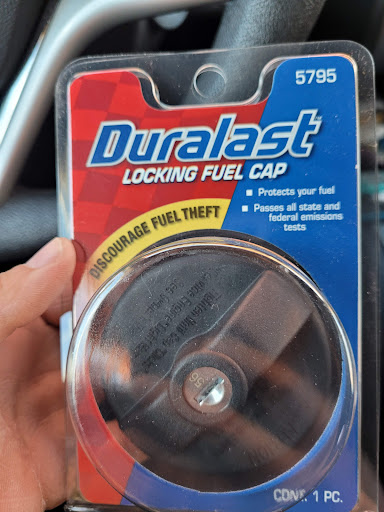 5795
Duralast
LOCKING FUEL CAP
Protects your fuel
Passes all state and
federal emissions
tests
DISCOURAGE FUEL THEFT
CONT. 1 PC.